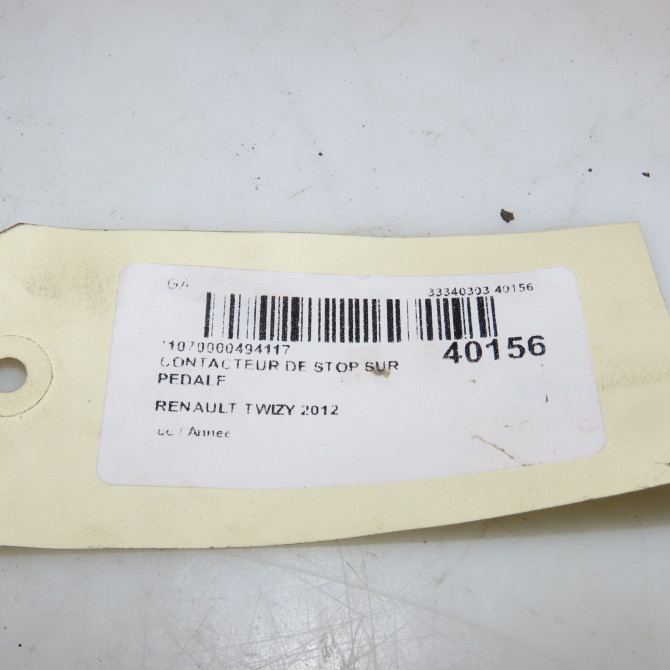 GA 33340303 40156
*1070000494117
40156
CONTACTEUR DE STOP SUR
PEDALE
RENAULT TWIZY 2012
cc / Annee